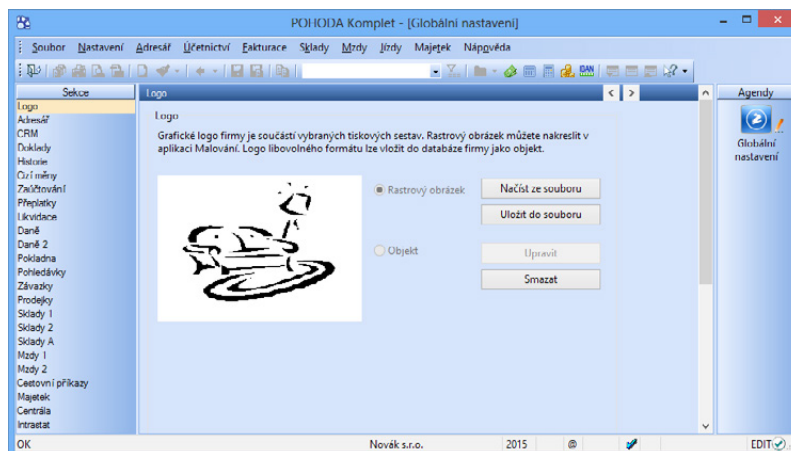 POHODA Komplet - [Globální nastavení]
Soubor Nastavení Adresář Účetnictví Fakturace Sklady Mzdy Jízdy Majetek Nápověda
Sekce
Logo
Adresář
CRM
Doklady
Historie
Cizí měny
Zaúčtování
Přeplatky
Likvidace
Daně
Daně 2
Pokladna
Pohledávky
Závazky
Prodejky
Sklady 1
Sklady 2
Sklady A
Mzdy 1
Mzdy 2
Cestovní příkazy
Majetek
Centrála
Intrastat
Logo
Logo
Grafické logo firmy je součástí vybraných tiskových sestav. Rastrový obrázek můžete nakreslit v
aplikaci Malování. Logo libovolného formátu lze vložit do databáze firmy jako objekt.
Rastrový obrázek
Načíst ze souboru
Uložit do souboru
Objekt
Upravit
Smazat
Agendy
Globální
nastavení
OK Novák s.r.o. 2015 @ EDIT